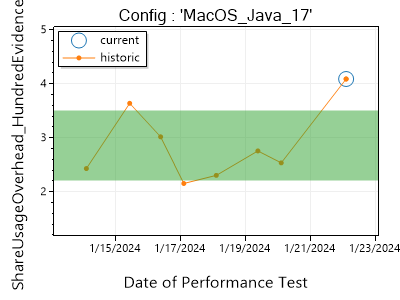 Config : 'MacOS_Java_17'
ShareUsageOverhead_HundredEvidence
current
historic
5
4
3
2
1/15/2024
1/17/2024
1/19/2024
1/21/2024
1/23/2024
Date of Performance Test